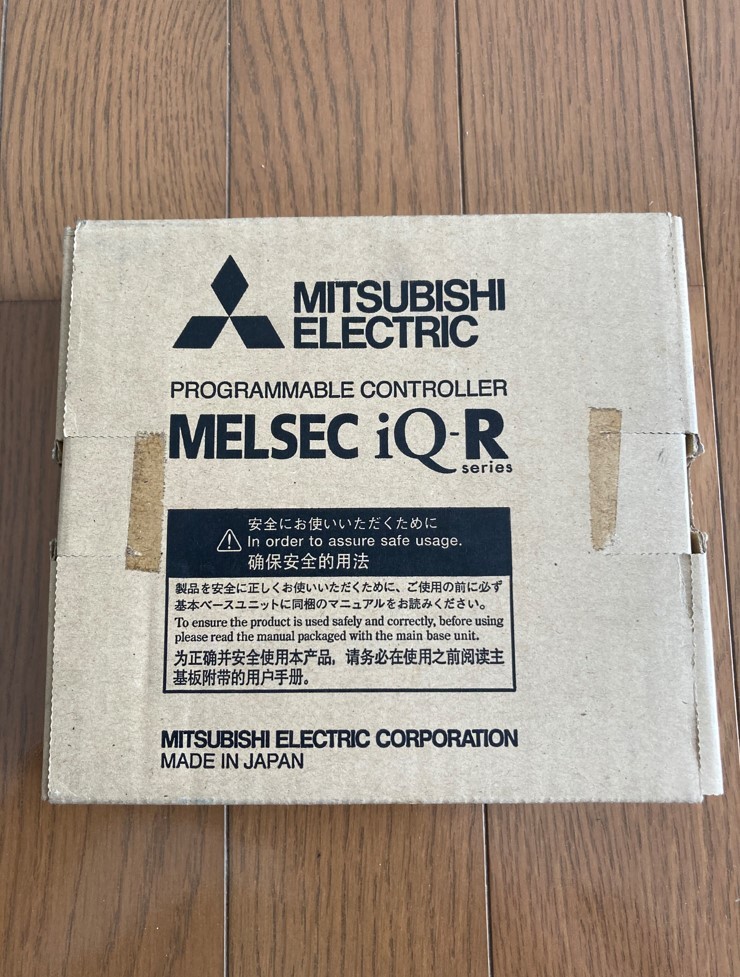 MITSUBISHI
ELECTRIC
PROGRAMMABLE CONTROLLER
MELSEC iQ-R
series
安全にお使いいただくために
In order to assure safe usage.
确保安全的用法
製品を安全に正しくお使いいただくために、ご使用の前に必ず
基本ベースユニットに同梱のマニュアルをお読みください。
To ensure the product is used safely and correctly, before using
please read the manual packaged with the main base unit.
为正确并安全使用本产品，请务必在使用之前阅读主
基板附带的用户手册。
MITSUBISHI ELECTRIC CORPORATION
MADE IN JAPAN